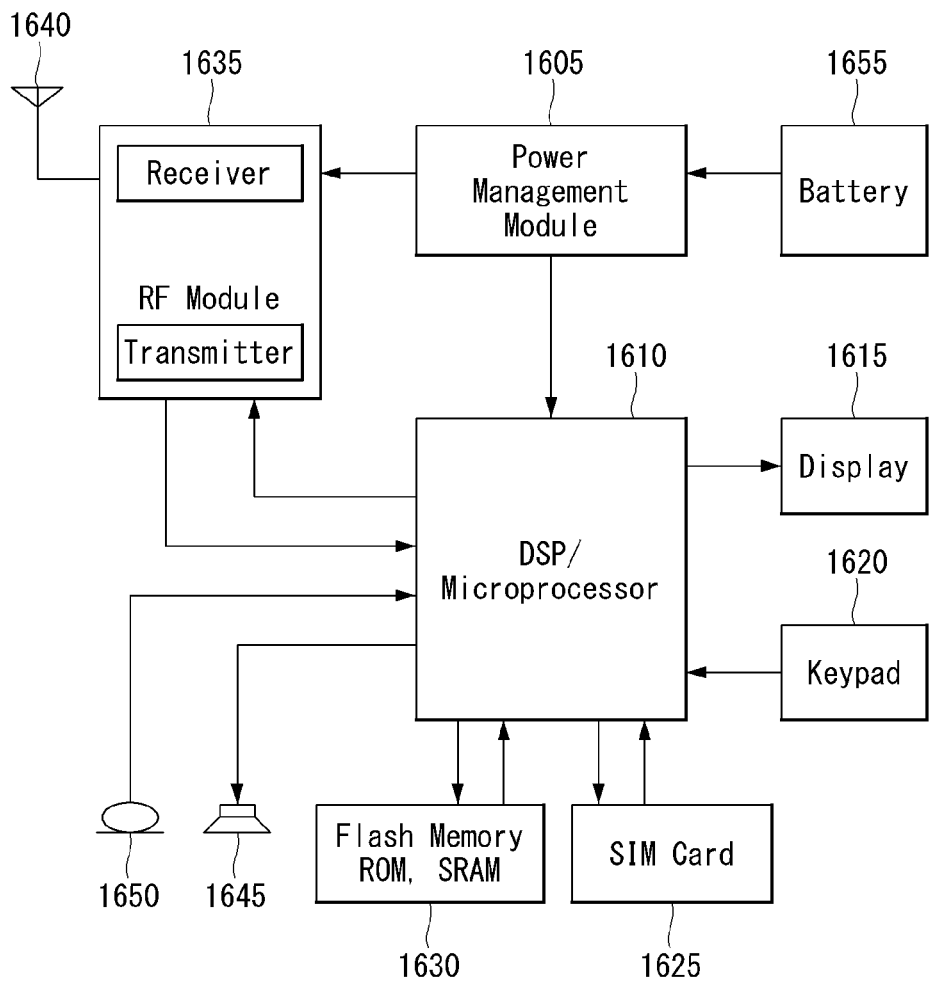 1640
1635
1605
1655
Receiver
RF Module
Transmitter
Power
Management
Module
Battery
1610
1615
DSP/
Microprocessor
Display
1620
Keypad
1650
1645
Flash Memory
ROM, SRAM
SIM Card
1630
1625